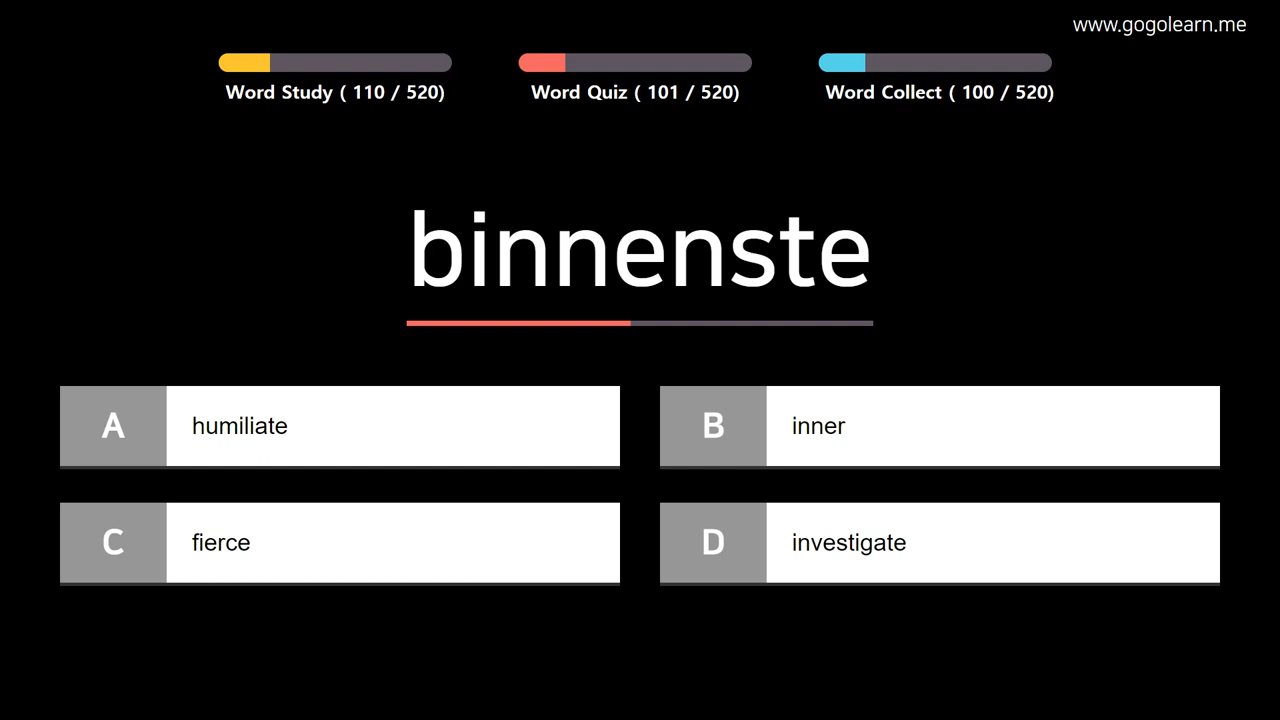 www.gogolearn.me
Word Study ( 110 / 520)
Word Quiz ( 101 / 520)
Word Collect ( 100 / 520)
binnenste
A humiliate
B inner
C fierce
D investigate